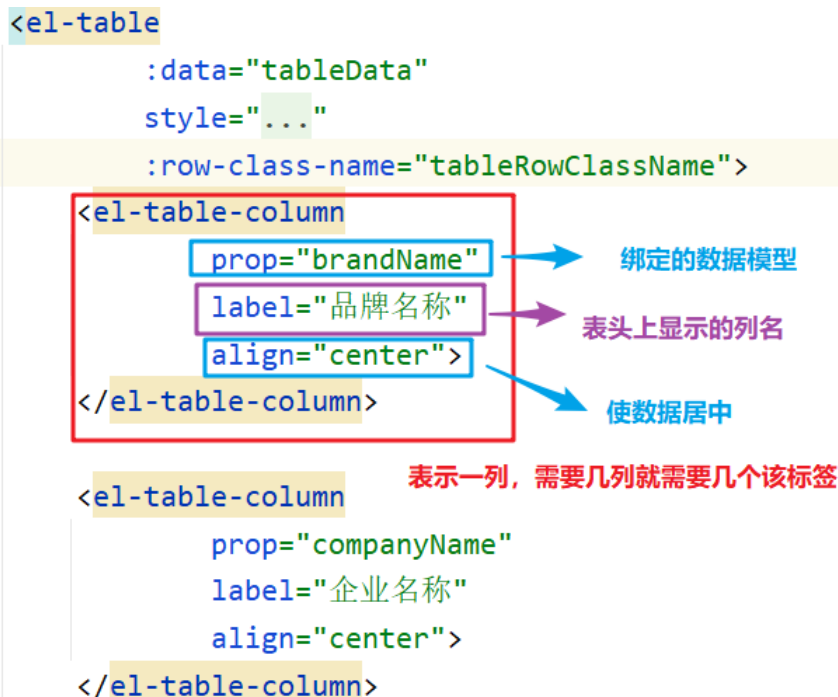 <el-table
:data="tableData"
style="..."
:row-class-name="tableRowClassName">
<el-table-column
prop="brandName" 绑定的数据模型
label="品牌名称" 表头上显示的列名
align="center"> 使数据居中
</el-table-column>
表示一列，需要几列就需要几个该标签
<el-table-column
prop="companyName"
label="企业名称"
align="center">
</el-table-column>